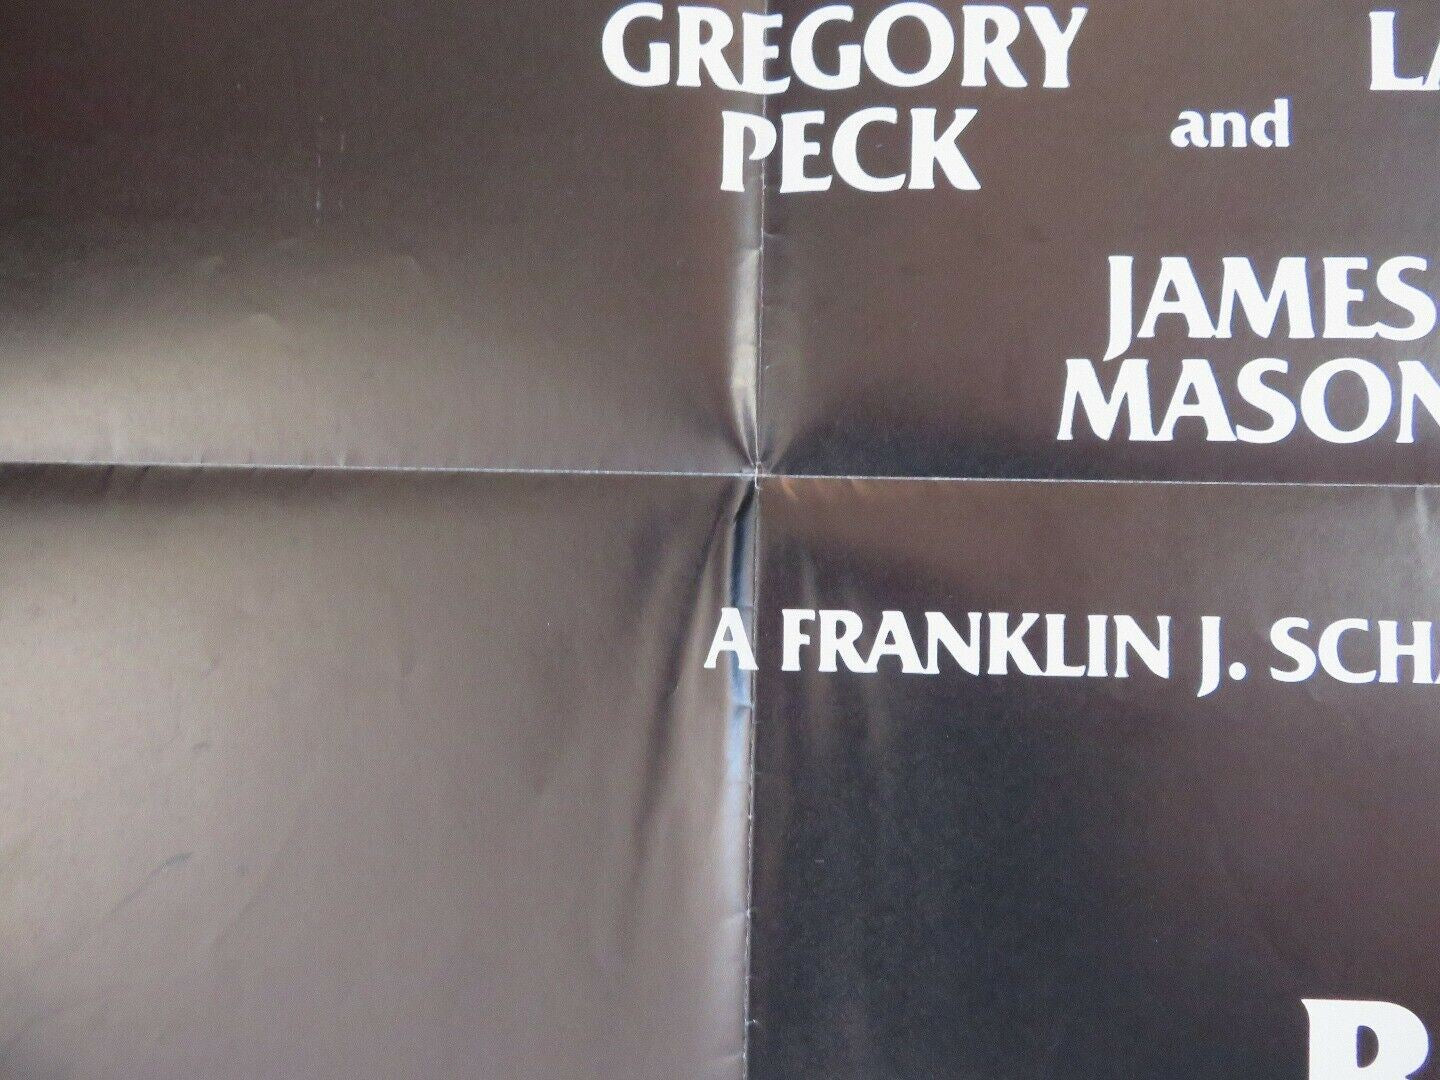 GREGORY
PECK
and
JAMES
MASON
A FRANKLIN J.